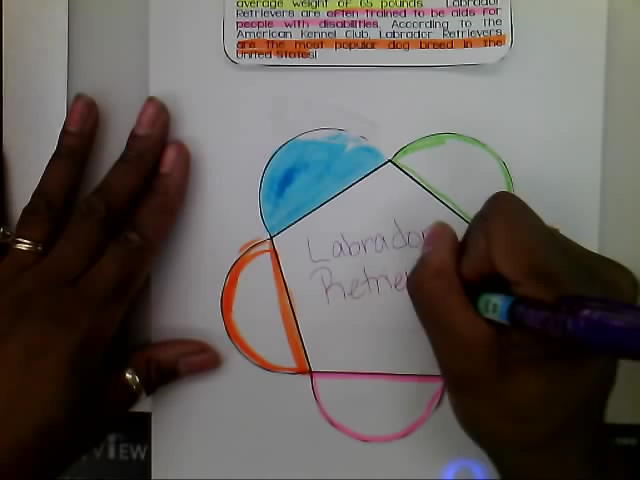 average weight of 65 pounds. Labrador
Retrievers are often trained to be aids for
people with disabilities. According to the
American Kennel Club, Labrador Retrievers
are the most popular dog breed in the
United States!
Labrador